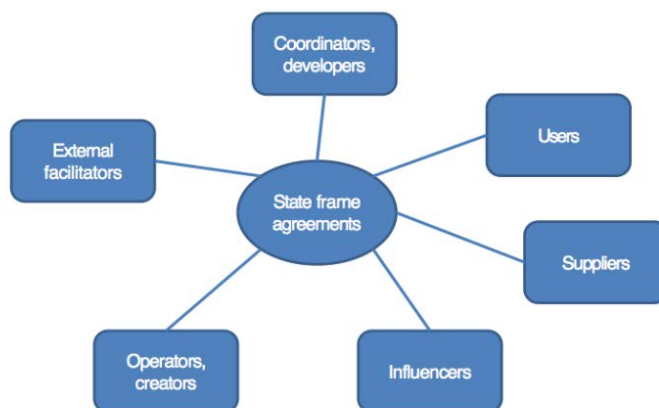 Coordinators,
developers
Users
External
facilitators
State frame
agreements
Suppliers
Operators,
creators
Influencers